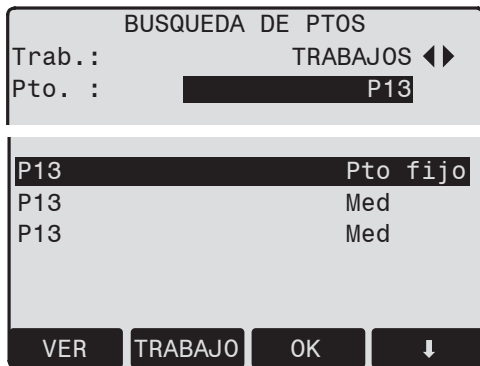 BUSQUEDA DE PTOS
Trab.: TRABAJOS
Pto. : P13
P13 Pto fijo
P13 Med
P13 Med
VER TRABAJO OK